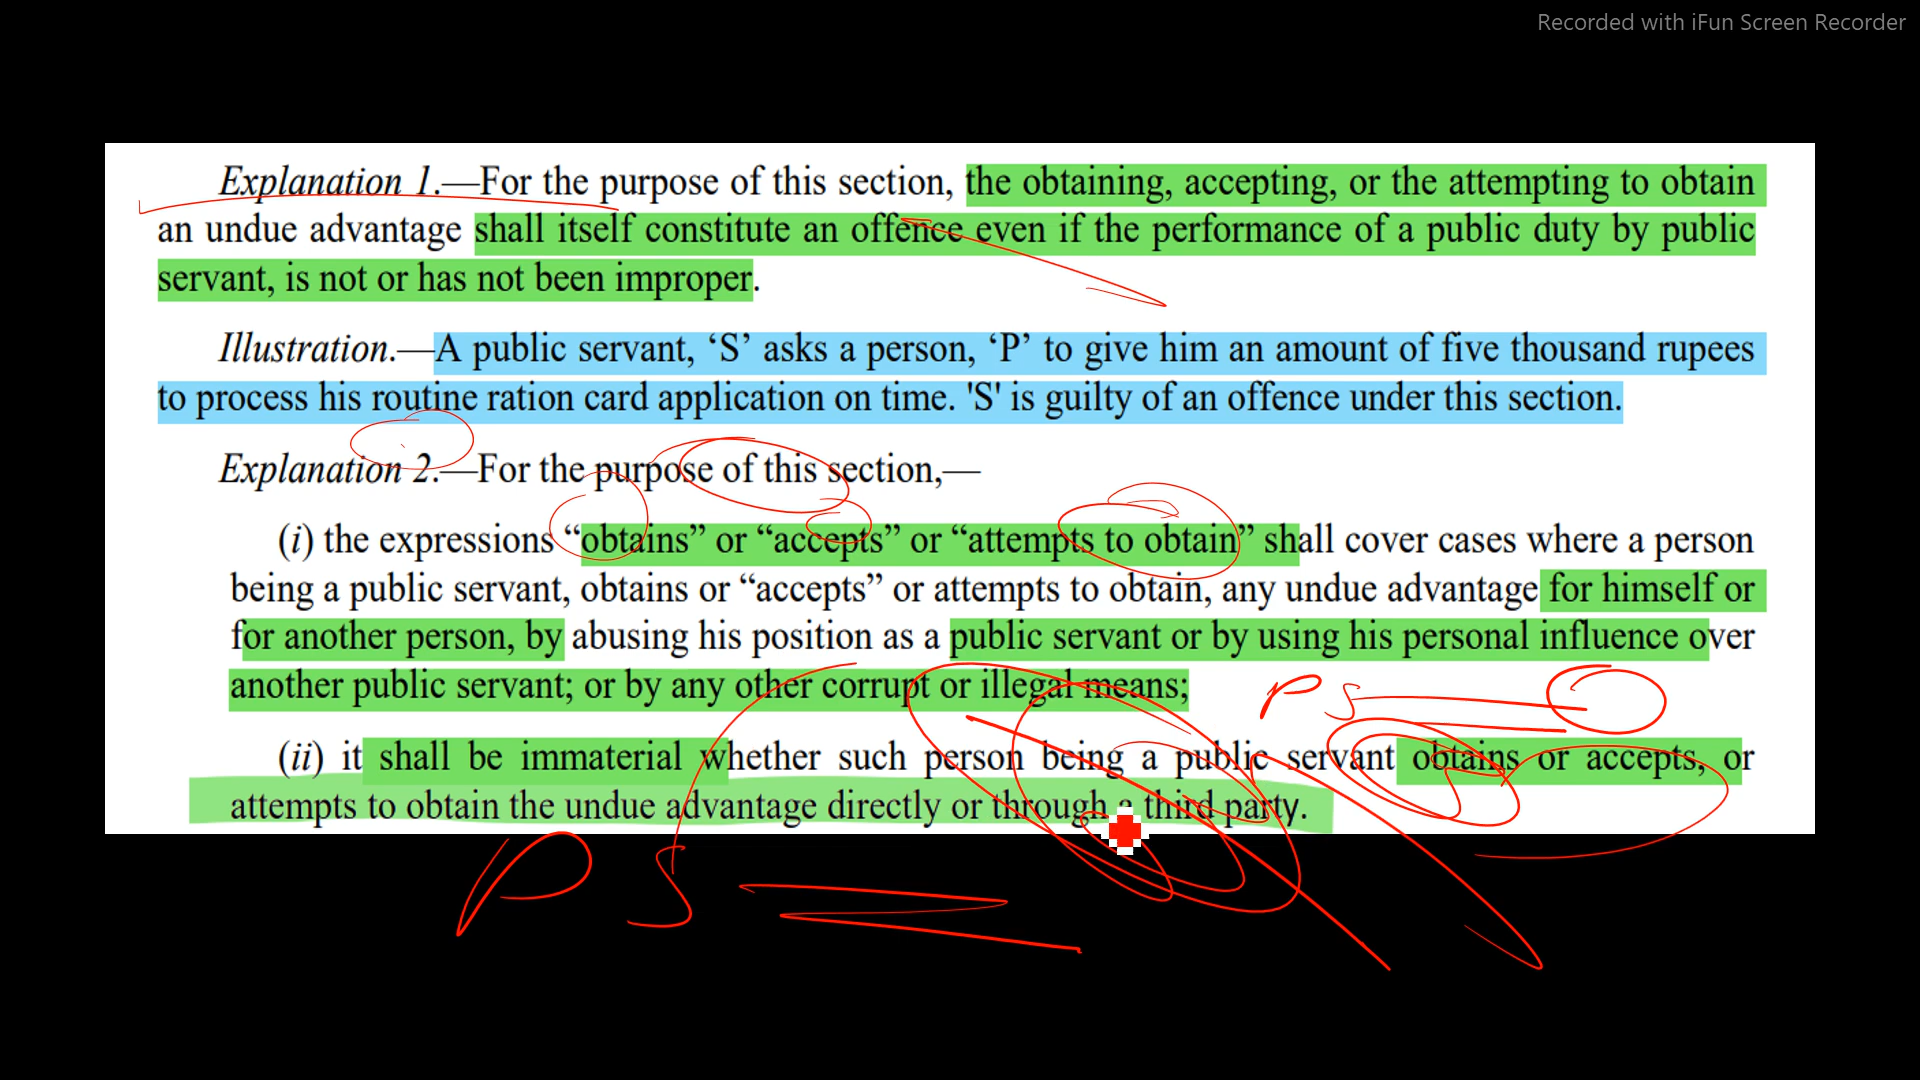 Recorded with iFun Screen Recorder
Explanation 1.—For the purpose of this section, the obtaining, accepting, or the attempting to obtain
an undue advantage shall itself constitute an offence even if the performance of a public duty by public
servant, is not or has not been improper.
Illustration.—A public servant, ‘S’ asks a person, ‘P’ to give him an amount of five thousand rupees
to process his routine ration card application on time. 'S' is guilty of an offence under this section.
Explanation 2.—For the purpose of this section,—
(i) the expressions “obtains” or “accepts” or “attempts to obtain” shall cover cases where a person
being a public servant, obtains or “accepts” or attempts to obtain, any undue advantage for himself or
for another person, by abusing his position as a public servant or by using his personal influence over
another public servant; or by any other corrupt or illegal means;
PS
(ii) it shall be immaterial whether such person being a public servant obtains or accepts, or
attempts to obtain the undue advantage directly or through a third party.
PS